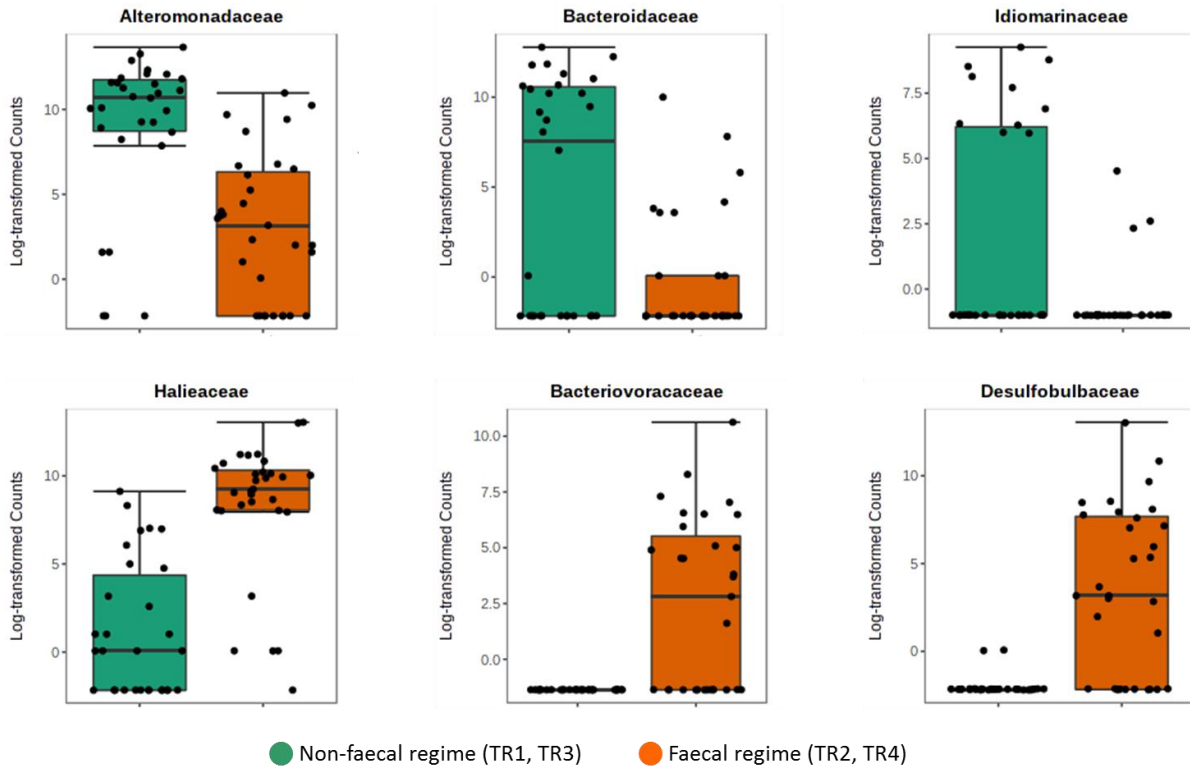 Alteromonadaceae
Log-transformed Counts
10
5
0
Bacteroidaceae
Log-transformed Counts
10
5
0
Idiomarinaceae
Log-transformed Counts
7.5
5.0
2.5
0.0
Halieaceae
Log-transformed Counts
10
5
0
Bacteriovoracaceae
Log-transformed Counts
10.0
7.5
5.0
2.5
0.0
Desulfobulbaceae
Log-transformed Counts
10
5
0
Non-faecal regime (TR1, TR3)
Faecal regime (TR2, TR4)